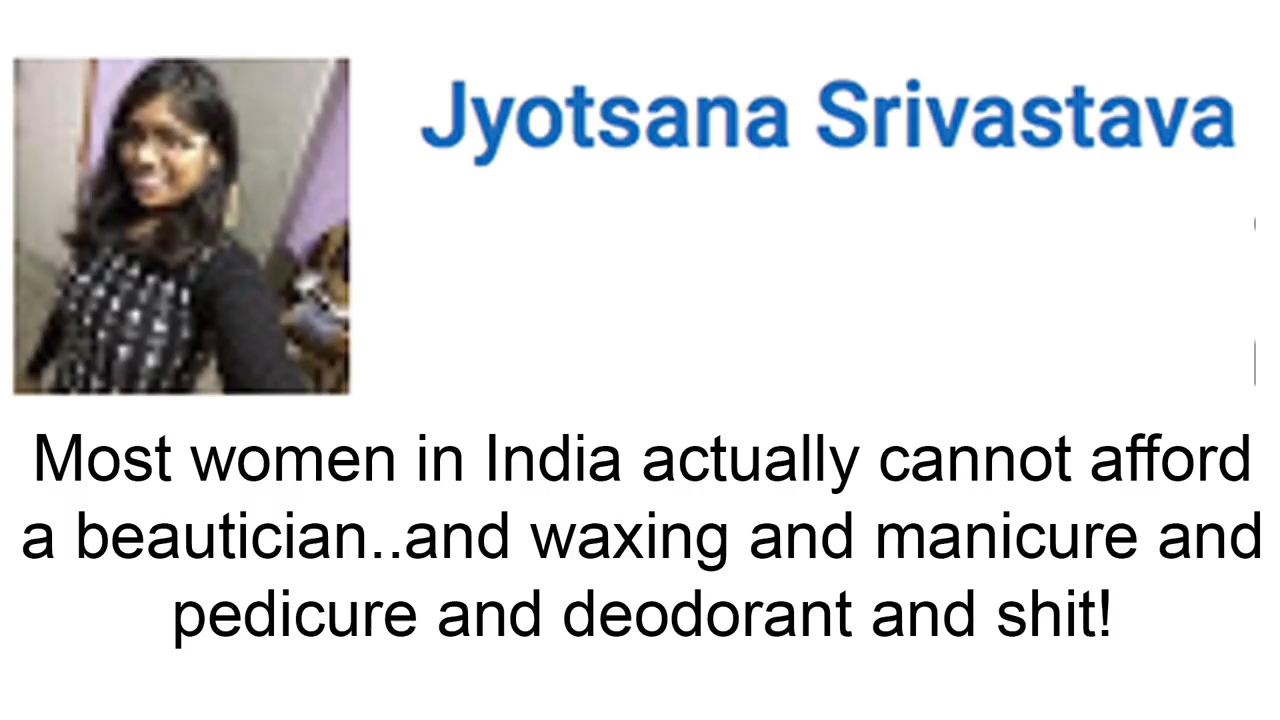 Jyotsana Srivastava
Most women in India actually cannot afford
a beautician..and waxing and manicure and
pedicure and deodorant and shit!